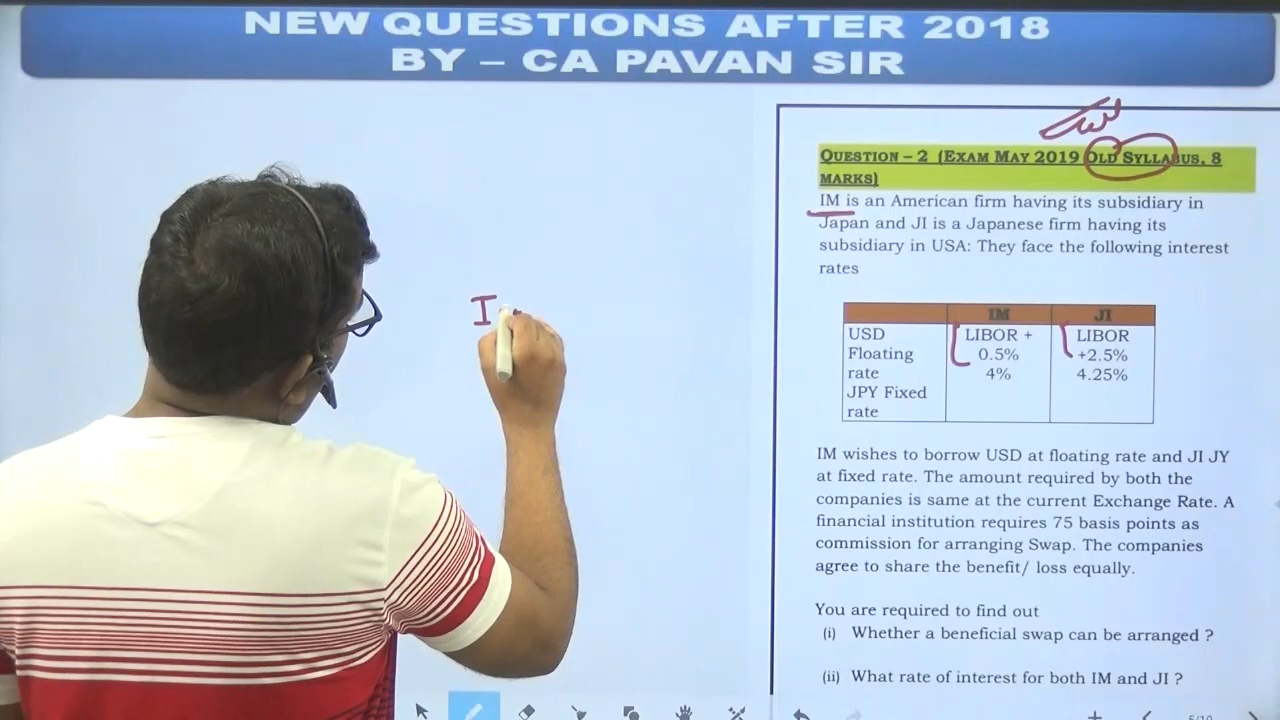 NEW QUESTIONS AFTER 2018
BY – CA PAVAN SIR
QUESTION – 2 (EXAM MAY 2019 OLD SYLLABUS, 8
MARKS)
IM is an American firm having its subsidiary in
Japan and JI is a Japanese firm having its
subsidiary in USA: They face the following interest
rates
IM JI
USD LIBOR + LIBOR
Floating 0.5% +2.5%
rate 4% 4.25%
JPY Fixed
rate
I
IM wishes to borrow USD at floating rate and JI JY
at fixed rate. The amount required by both the
companies is same at the current Exchange Rate. A
financial institution requires 75 basis points as
commission for arranging Swap. The companies
agree to share the benefit/ loss equally.
You are required to find out
(i) Whether a beneficial swap can be arranged ?
(ii) What rate of interest for both IM and JI ?